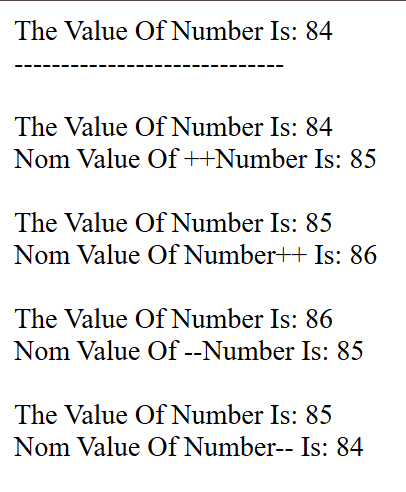 The Value Of Number Is: 84
------------------------------
The Value Of Number Is: 84
Nom Value Of ++Number Is: 85
The Value Of Number Is: 85
Nom Value Of Number++ Is: 86
The Value Of Number Is: 86
Nom Value Of --Number Is: 85
The Value Of Number Is: 85
Nom Value Of Number-- Is: 84